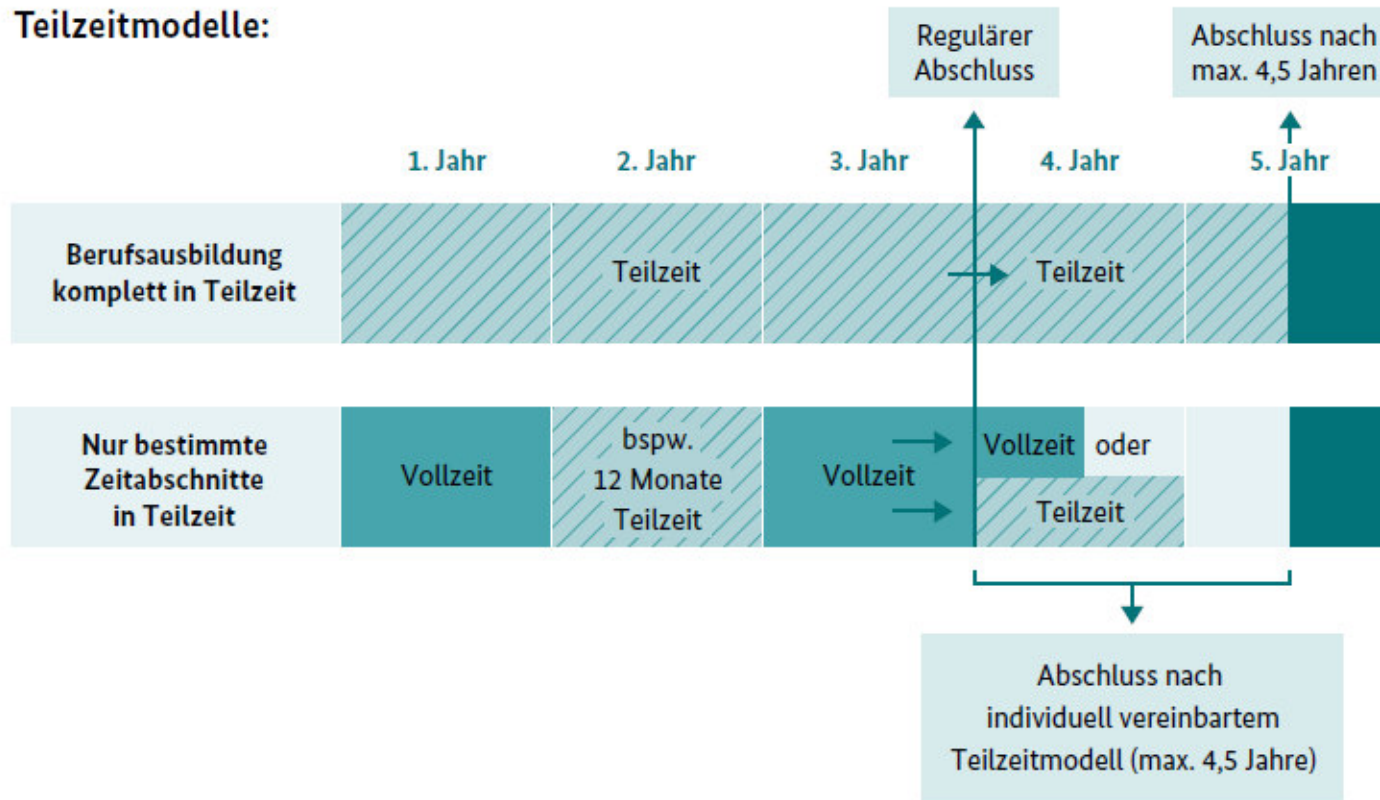 Teilzeitmodelle:
Regulärer
Abschluss
Abschluss nach
max. 4,5 Jahren
1. Jahr
2. Jahr
3. Jahr
4. Jahr
5. Jahr
Berufsausbildung
komplett in Teilzeit
Teilzeit
Teilzeit
Nur bestimmte
Zeitabschnitte
in Teilzeit
Vollzeit
bspw.
12 Monate
Teilzeit
Vollzeit
Vollzeit
oder
Teilzeit
Abschluss nach
individuell vereinbartem
Teilzeitmodell (max. 4,5 Jahre)